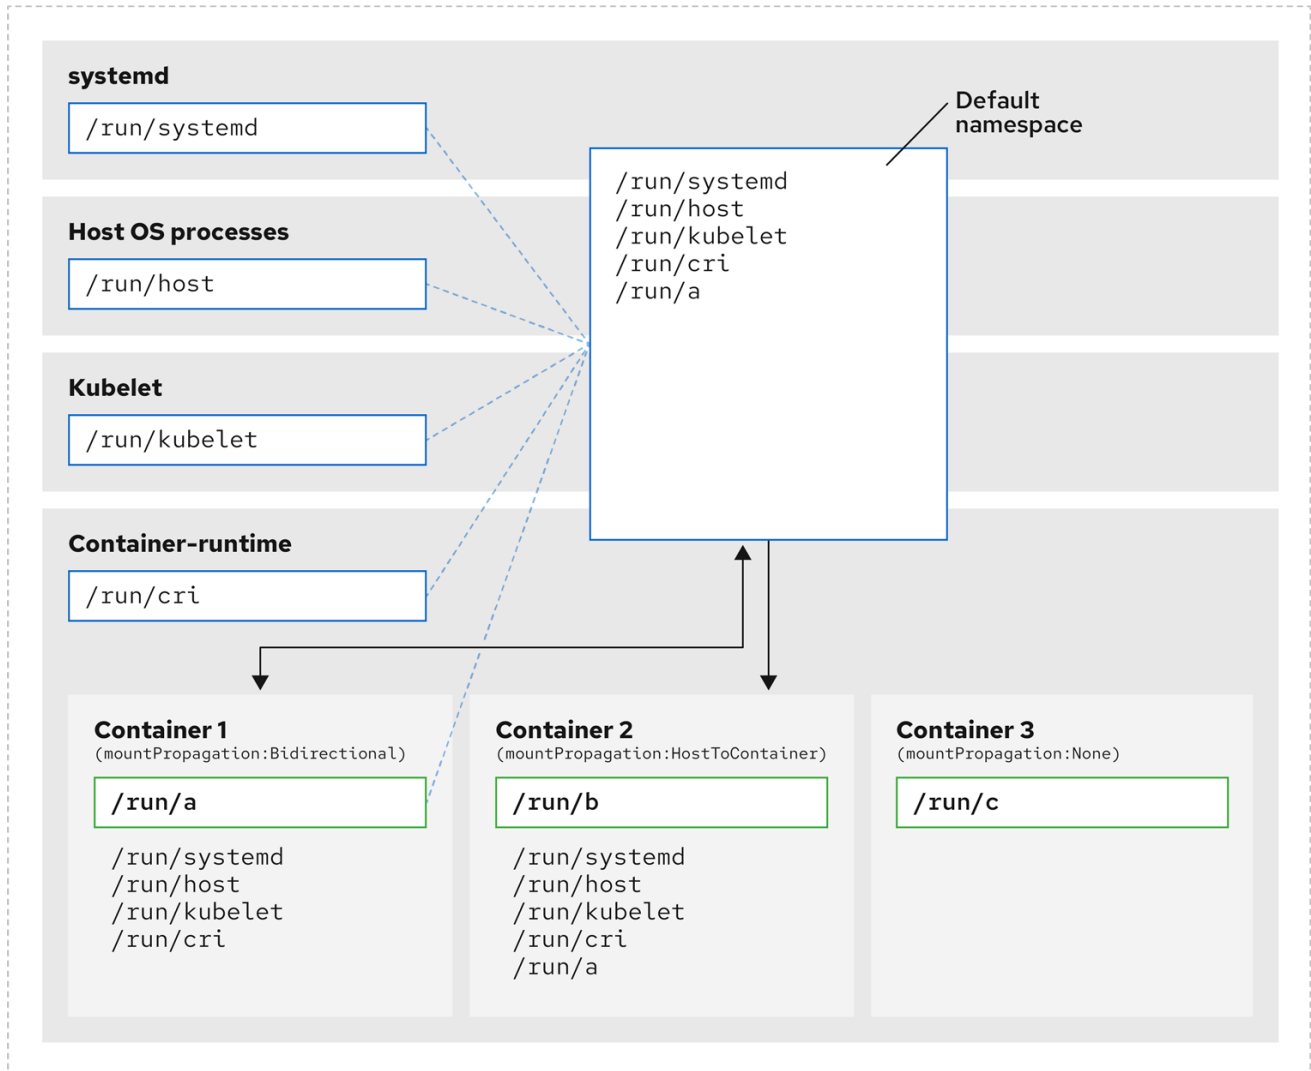 systemd
/run/systemd
Default
namespace
/run/systemd
/run/host
/run/kubelet
/run/cri
/run/a
Host OS processes
/run/host
Kubelet
/run/kubelet
Container-runtime
/run/cri
Container 1
(mountPropagation:Bidirectional)
/run/a
/run/systemd
/run/host
/run/kubelet
/run/cri
Container 2
(mountPropagation:HostToContainer)
/run/b
/run/systemd
/run/host
/run/kubelet
/run/cri
/run/a
Container 3
(mountPropagation:None)
/run/c